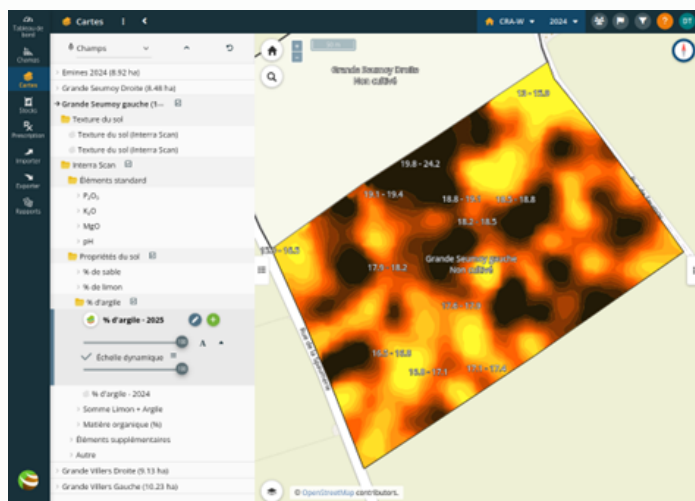 Tableau de bord
Cartes
CRA-W
2024
DT
Champs
Cartes
Stocks
Prescription
Importer
Exporter
Rapports
Champs
Emines 2024 (8.92 ha)
Grande Seumoy Droite (8.48 ha)
Grande Seumoy gauche (1...
Texture du sol
Texture du sol (Interra Scan)
Texture du sol (Interra Scan)
Interra Scan
Éléments standard
P₂O₅
K₂O
MgO
pH
Propriétés du sol
% de sable
% de limon
% d'argile
% d'argile - 2025
A
Échelle dynamique
% d'argile - 2024
Somme Limon + Argile
Matière organique (%)
Éléments supplémentaires
Autre
Grande Villers Droite (9.13 ha)
Grande Villers Gauche (10.23 ha)
Grande Seumoy Droite
Non cultivé
19.8 - 24.2
19.1 - 19.4
18.2 - 18.5
17.9 - 18.2
Grande Seumoy gauche
Non cultivé
© OpenStreetMap contributors.